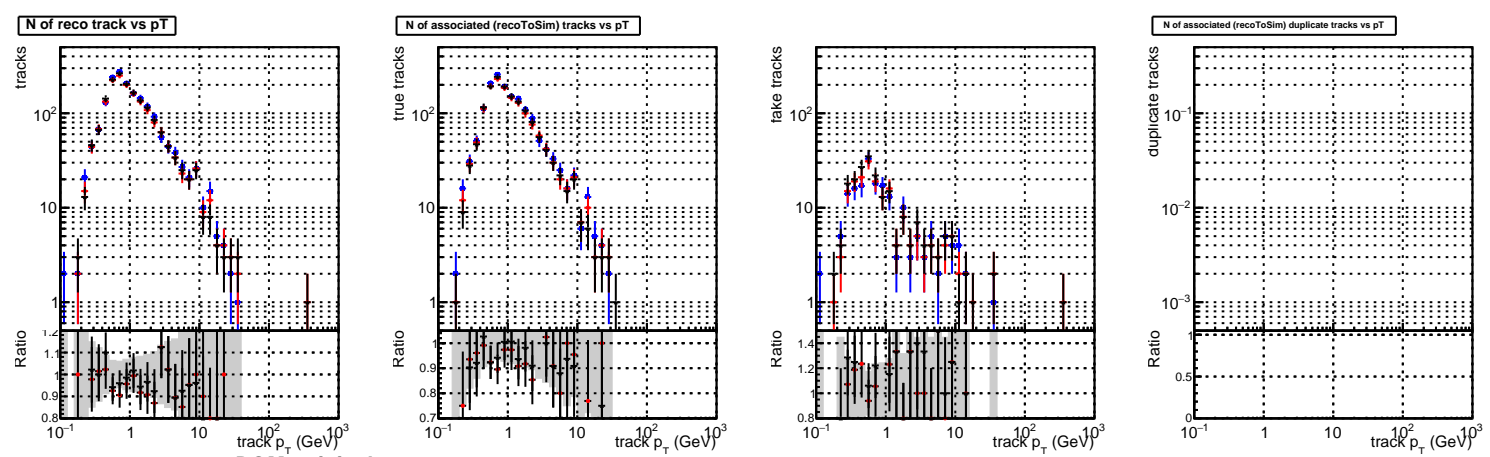 N of reco track vs pT
N of associated (recoToSim) tracks vs pT
N of associated (recoToSim) duplicate tracks vs pT
tracks
10²
10
1
Ratio
1.2
1.1
1
0.9
0.8
10⁻¹ 1 10 10² 10³
track p_T (GeV)
true tracks
10²
10
1
Ratio
1
0.9
0.8
0.7
10⁻¹ 1 10 10² 10³
track p_T (GeV)
fake tracks
10²
10
1
Ratio
1.4
1.2
1
0.8
10⁻¹ 1 10 10² 10³
track p_T (GeV)
duplicate tracks
10⁻¹
10⁻²
10⁻³
Ratio
1
0.5
0
10⁻¹ 1 10 10² 10³
track p_T (GeV)